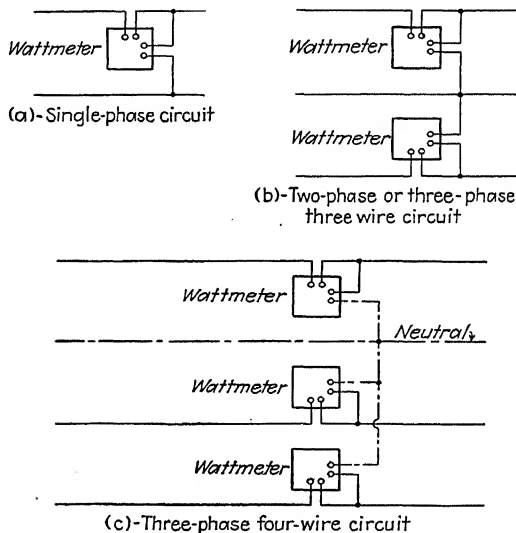 Wattmeter
(a)-Single-phase circuit
Wattmeter
Wattmeter
(b)-Two-phase or three-phase
three wire circuit
Wattmeter
Neutral
Wattmeter
Wattmeter
(c)-Three-phase four-wire circuit